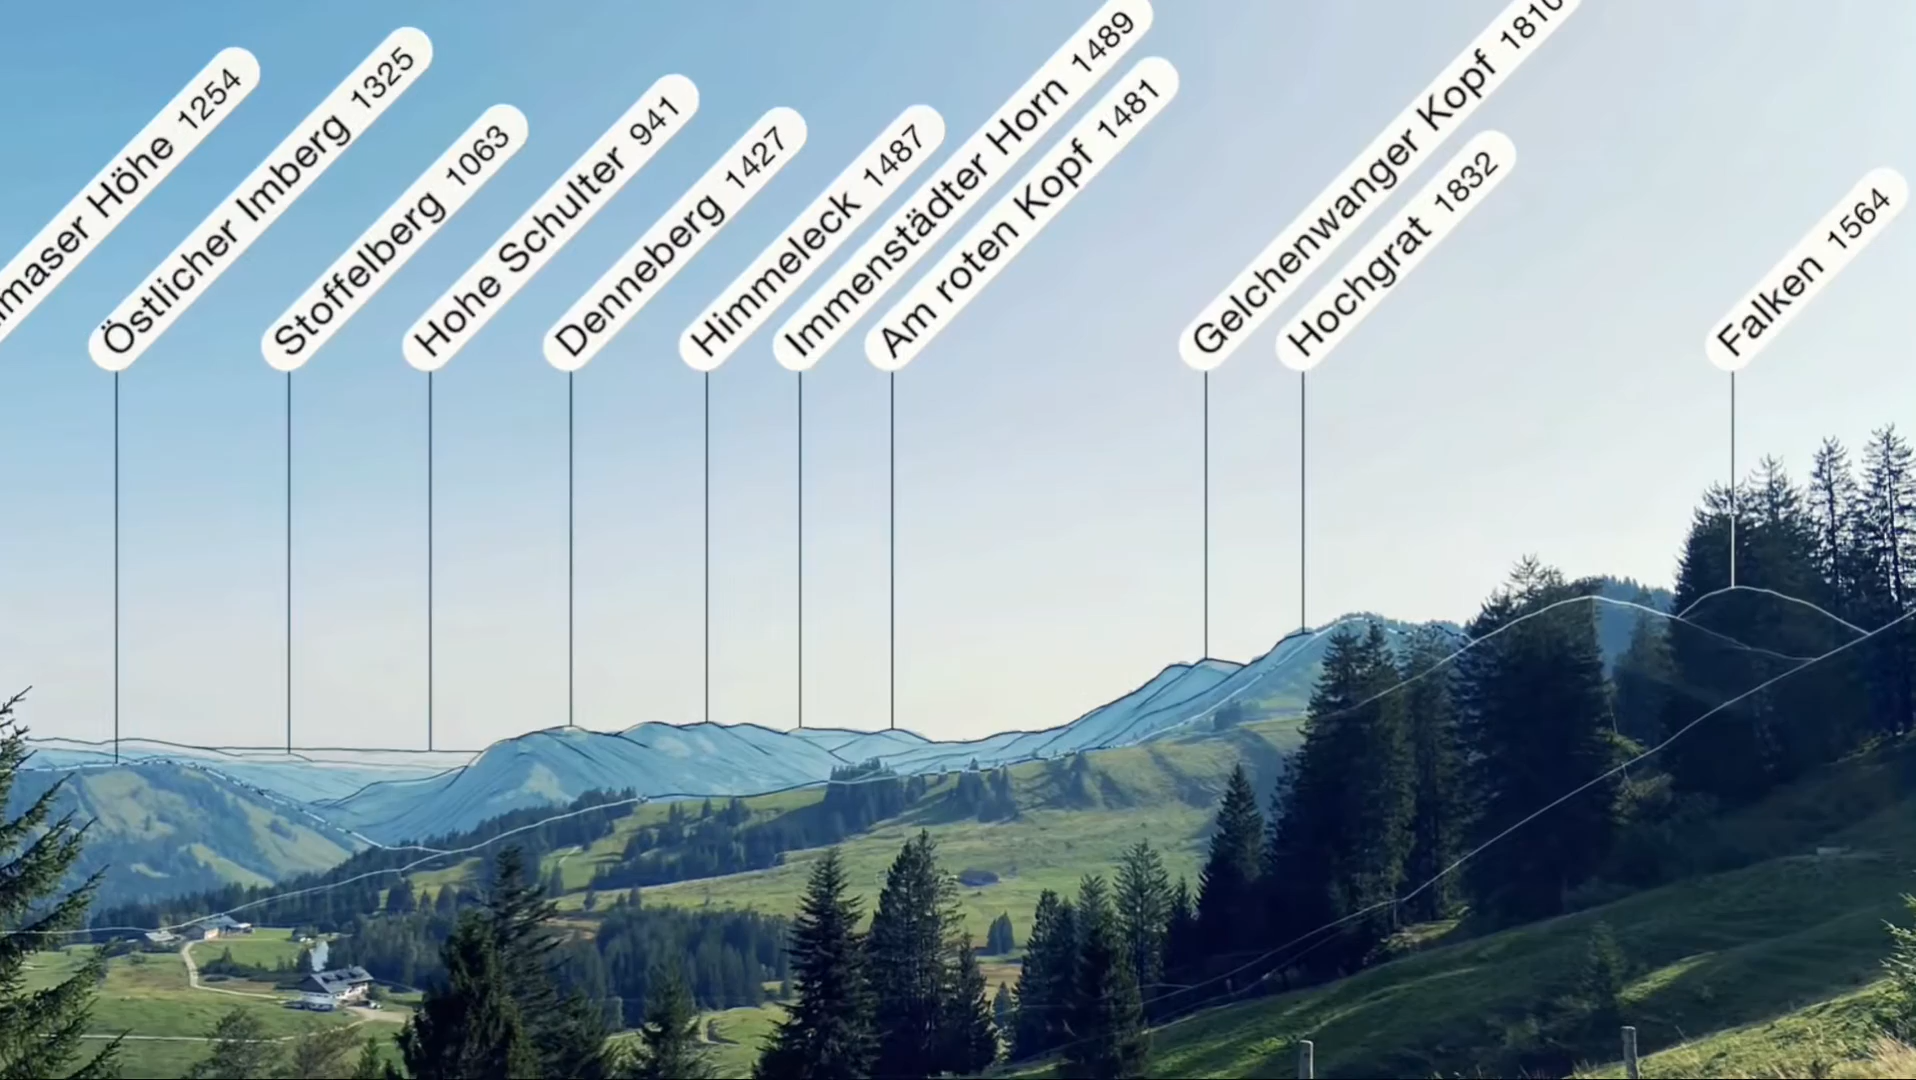 Höhe 1254
Östlicher Imberg 1325
Stoffelberg 1063
Hohe Schulter 941
Denneberg 1427
Himmeleck 1487
Immenstädter Horn 1489
Am roten Kopf 1481
Gelchenwanger Kopf 1810
Hochgrat 1832
Falken 1564